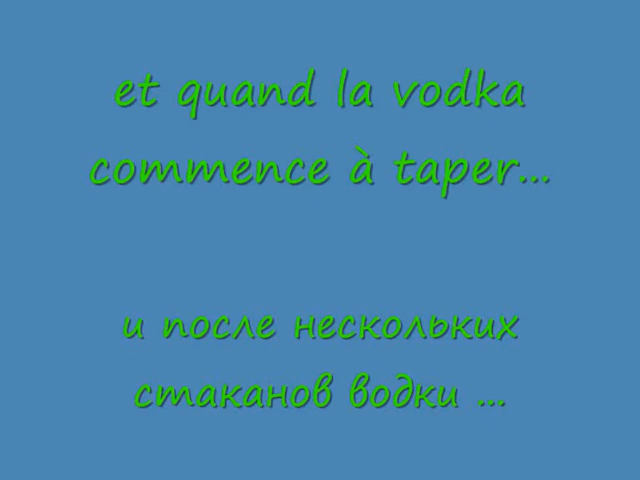 et quand la vodka
commence à taper...
и после нескольких
стаканов водки ...